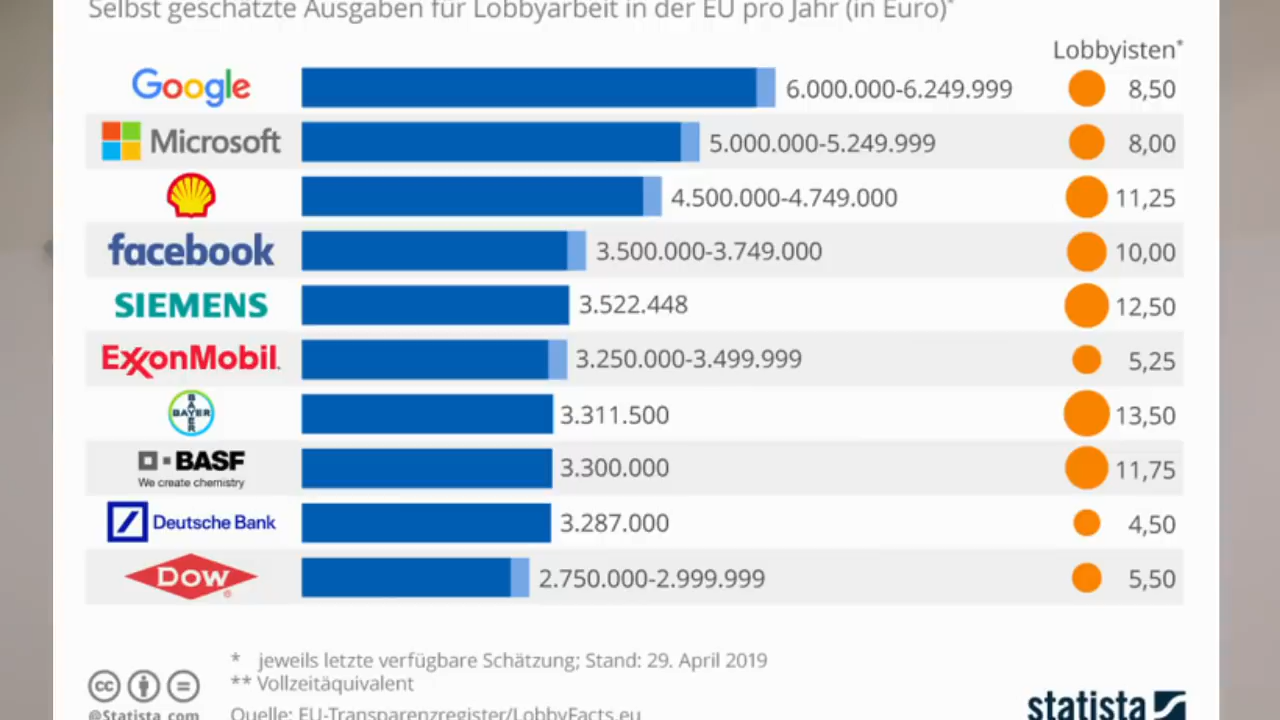 Selbst geschätzte Ausgaben für Lobbyarbeit in der EU pro Jahr (in Euro)*
Lobbyisten*
Google 6.000.000-6.249.999 8,50
Microsoft 5.000.000-5.249.999 8,00
4.500.000-4.749.000 11,25
facebook 3.500.000-3.749.000 10,00
SIEMENS 3.522.448 12,50
ExxonMobil. 3.250.000-3.499.999 5,25
BAYER BAYER 3.311.500 13,50
BASF 3.300.000 11,75
We create chemistry
Deutsche Bank 3.287.000 4,50
DOW® 2.750.000-2.999.999 5,50
* jeweils letzte verfügbare Schätzung; Stand: 29. April 2019
** Vollzeitäquivalent
cc
@Statista_com
Quelle: EU-Transparenzregister/LobbyFacts.eu
statista